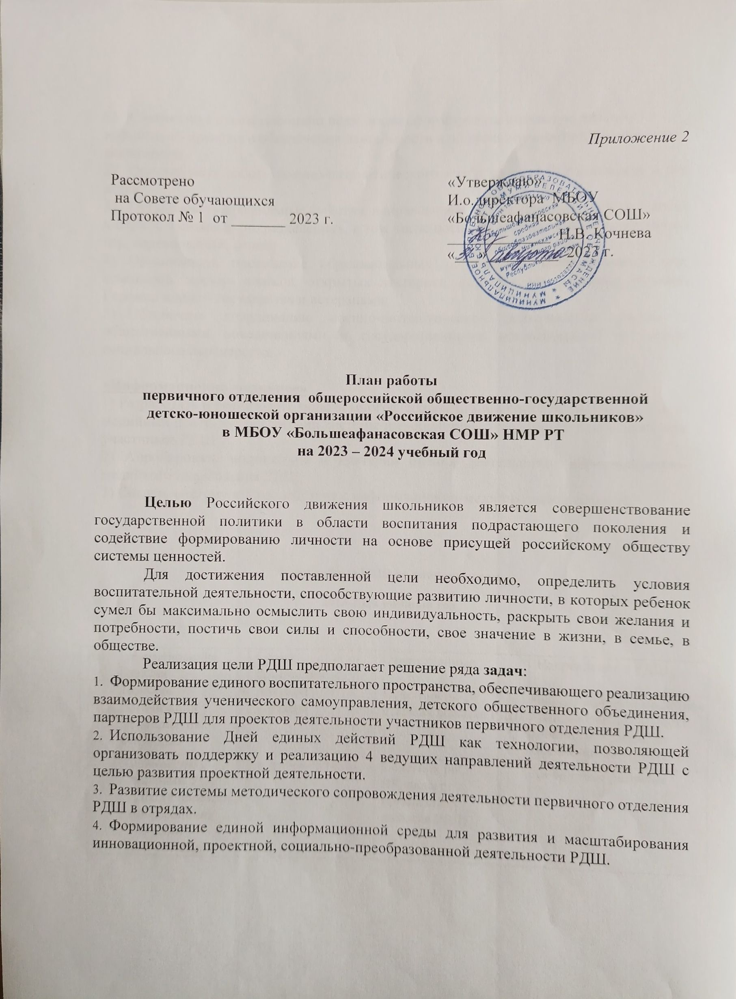 Приложение 2
Рассмотрено
на Совете обучающихся
Протокол № 1 от ________ 2023 г.
«Утверждаю»
И.о.директора МБОУ
«Большеафанасовская СОШ»
Н.В. Кочнева
« » августа 2023 г.
План работы
первичного отделения общероссийской общественно-государственной
детско-юношеской организации «Российское движение школьников»
в МБОУ «Большеафанасовская СОШ» НМР РТ
на 2023 – 2024 учебный год
Целью Российского движения школьников является совершенствование
государственной политики в области воспитания подрастающего поколения и
содействие формированию личности на основе присущей российскому обществу
системы ценностей.
Для достижения поставленной цели необходимо, определить условия
воспитательной деятельности, способствующие развитию личности, в которых ребенок
сумел бы максимально осмыслить свою индивидуальность, раскрыть свои желания и
потребности, постичь свои силы и способности, свое значение в жизни, в семье, в
обществе.
Реализация цели РДШ предполагает решение ряда задач:
1. Формирование единого воспитательного пространства, обеспечивающего реализацию
взаимодействия ученического самоуправления, детского общественного объединения,
партнеров РДШ для проектов деятельности участников первичного отделения РДШ.
2. Использование Дней единых действий РДШ как технологии, позволяющей
организовать поддержку и реализацию 4 ведущих направлений деятельности РДШ с
целью развития проектной деятельности.
3. Развитие системы методического сопровождения деятельности первичного отделения
РДШ в отрядах.
4. Формирование единой информационной среды для развития и масштабирования
инновационной, проектной, социально-преобразованной деятельности РДШ.